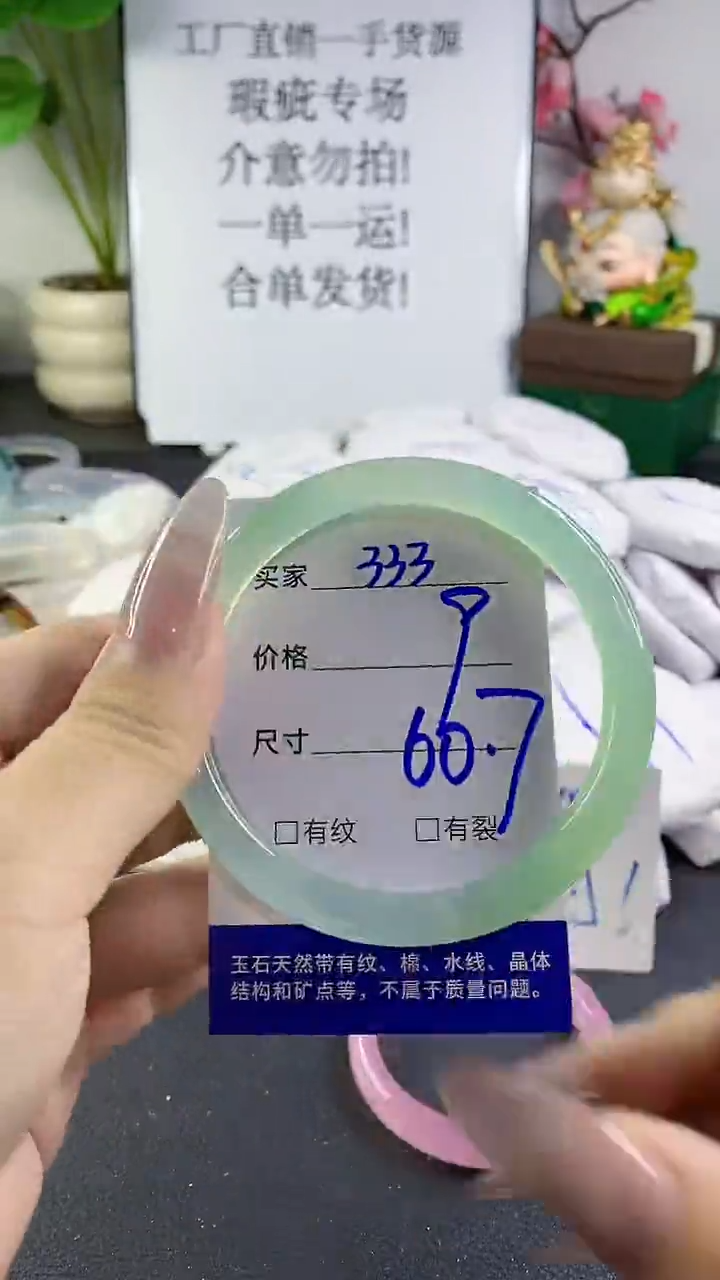 工厂直销一手货源
瑕疵专场
介意勿拍!
一单一运!
合单发货!
买家 333
价格
尺寸 60.7
□有纹 □有裂
玉石天然带有纹、棉、水线、晶体
结构和矿点等，不属于质量问题。